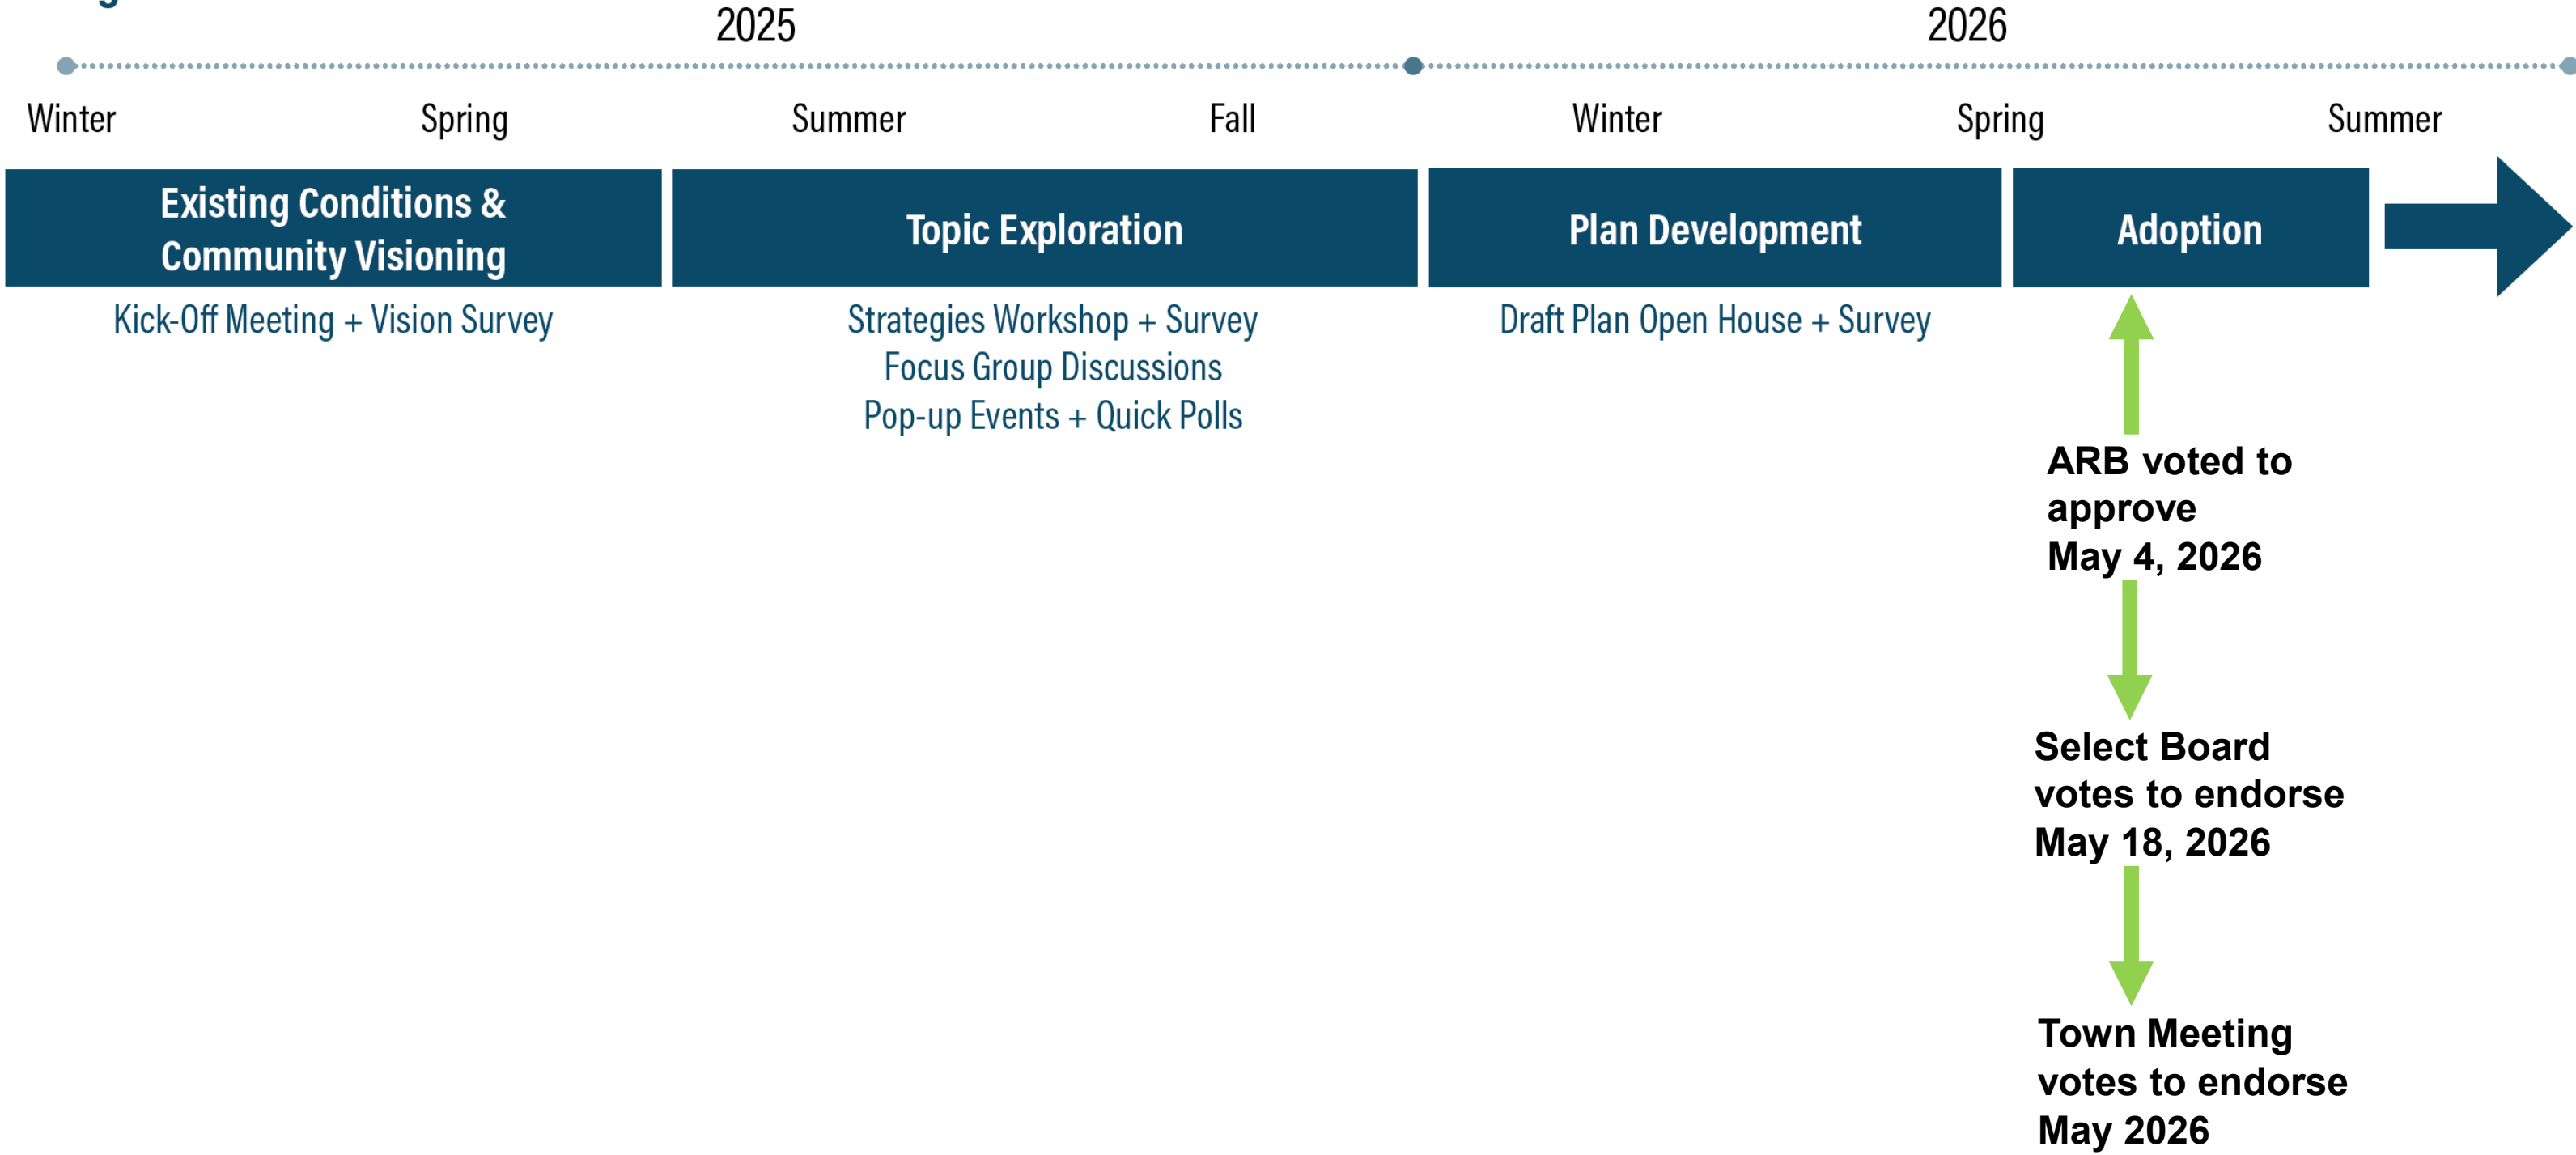 2025
2026
Winter
Spring
Summer
Fall
Winter
Spring
Summer
Existing Conditions &
Community Visioning
Topic Exploration
Plan Development
Adoption
Kick-Off Meeting + Vision Survey
Strategies Workshop + Survey
Focus Group Discussions
Pop-up Events + Quick Polls
Draft Plan Open House + Survey
ARB voted to
approve
May 4, 2026
Select Board
votes to endorse
May 18, 2026
Town Meeting
votes to endorse
May 2026